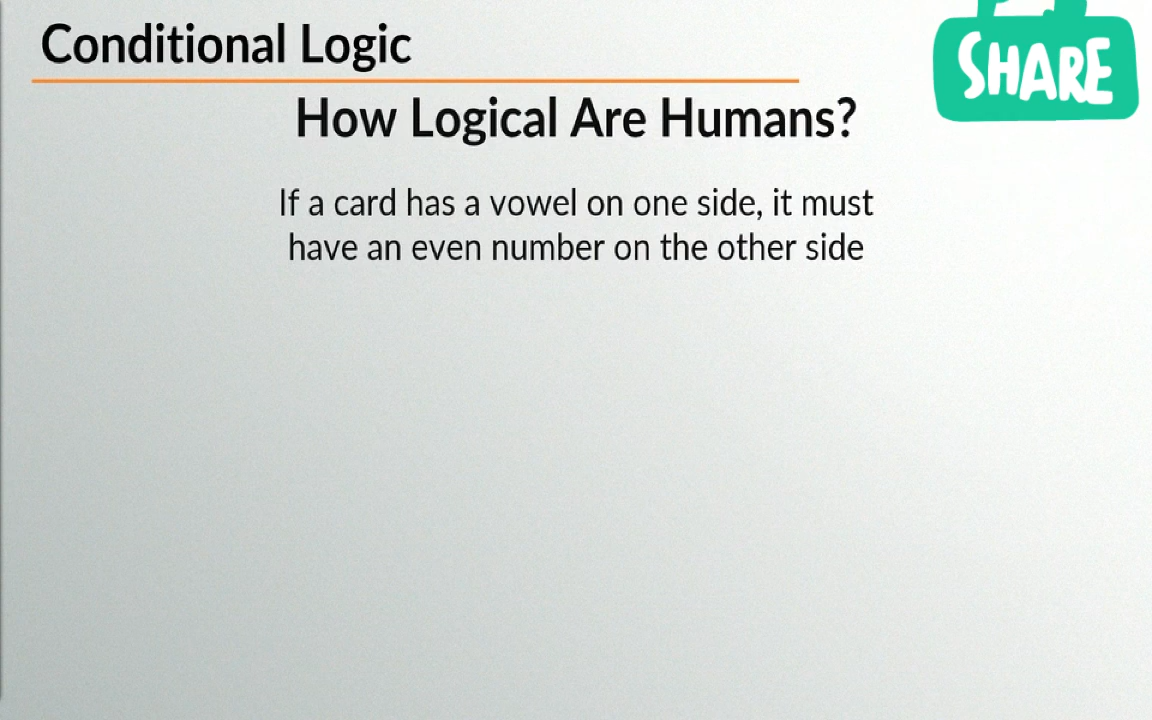 Conditional Logic
SHARE
How Logical Are Humans?
If a card has a vowel on one side, it must
have an even number on the other side